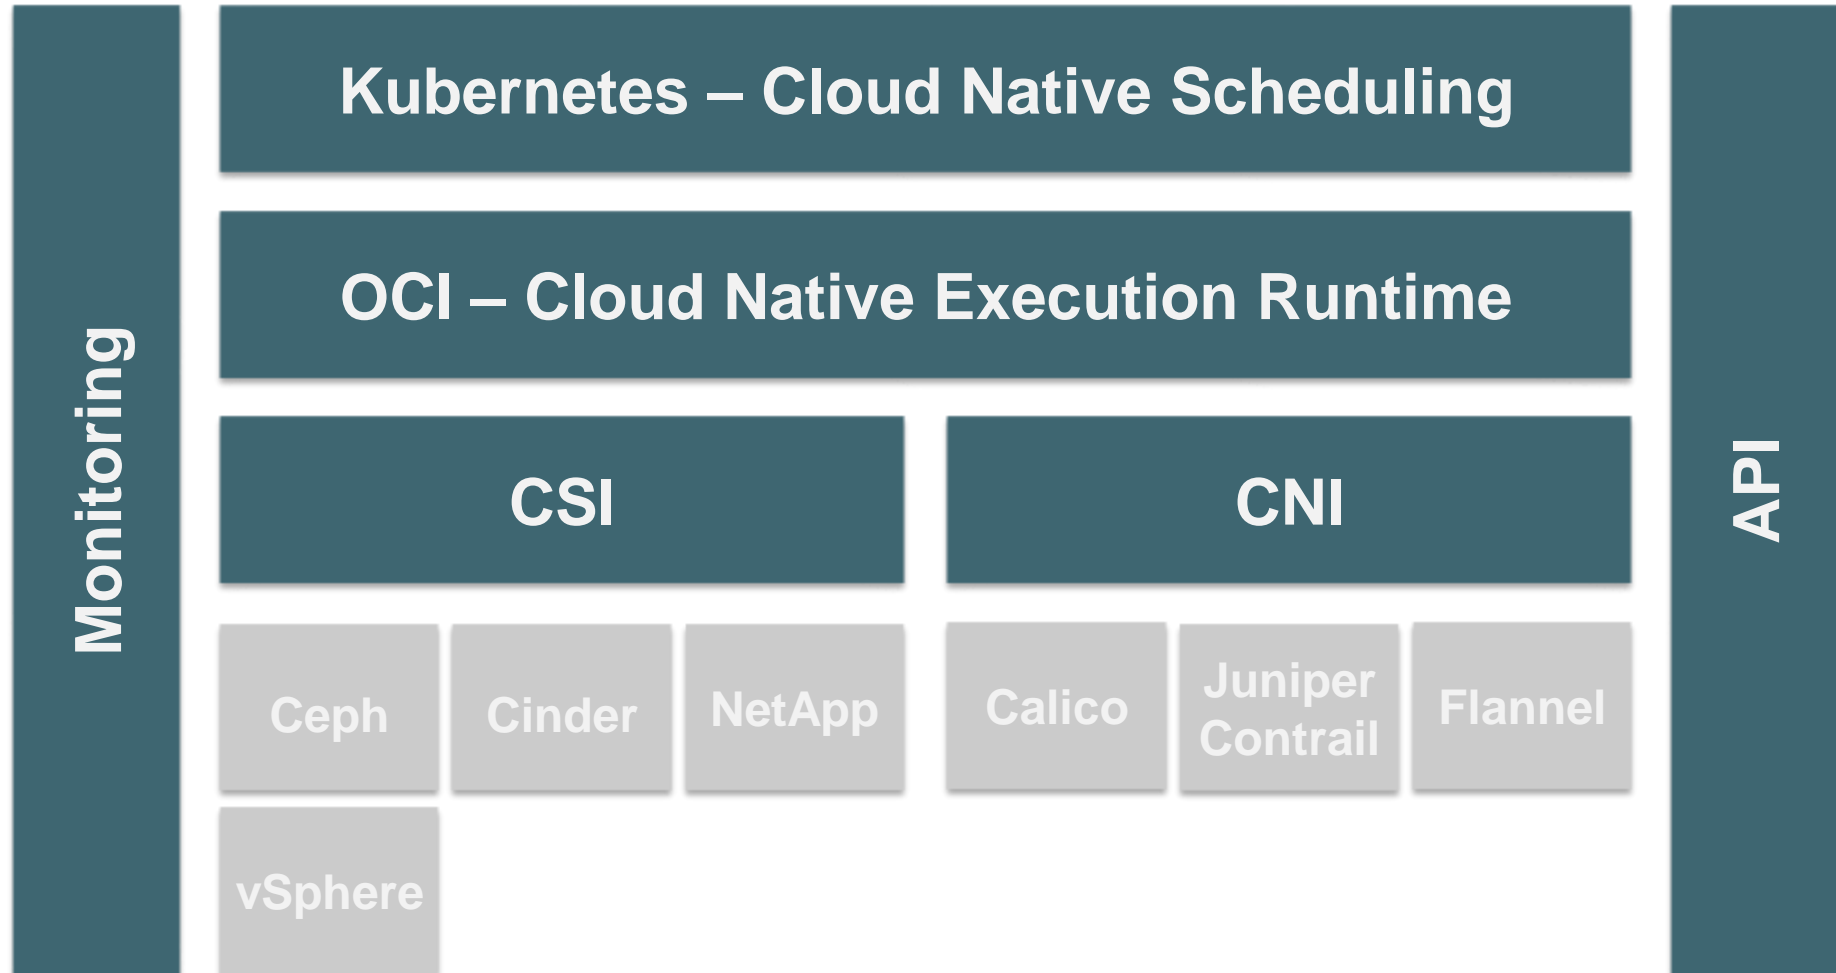 Monitoring
Kubernetes – Cloud Native Scheduling
OCI – Cloud Native Execution Runtime
CSI
CNI
Ceph
Cinder
NetApp
Calico
Juniper
Contrail
Flannel
vSphere
API